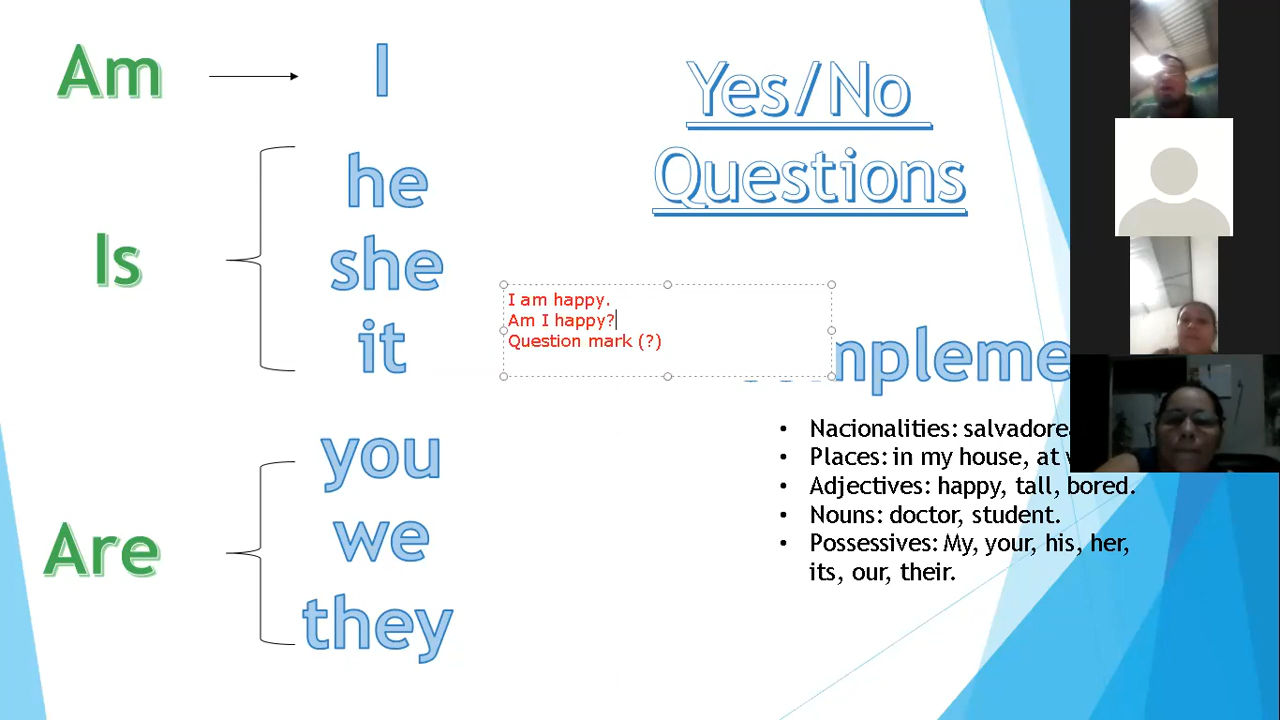 Am
I
he
Is
she
it
Are
you
we
they
Yes/No
Questions
I am happy.
Am I happy?
Question mark (?)
• Nacionalities:
• Places: in my house, at
• Adjectives: happy, tall, bored.
• Nouns: doctor, student.
• Possessives: My, your, his, her,
its, our, their.